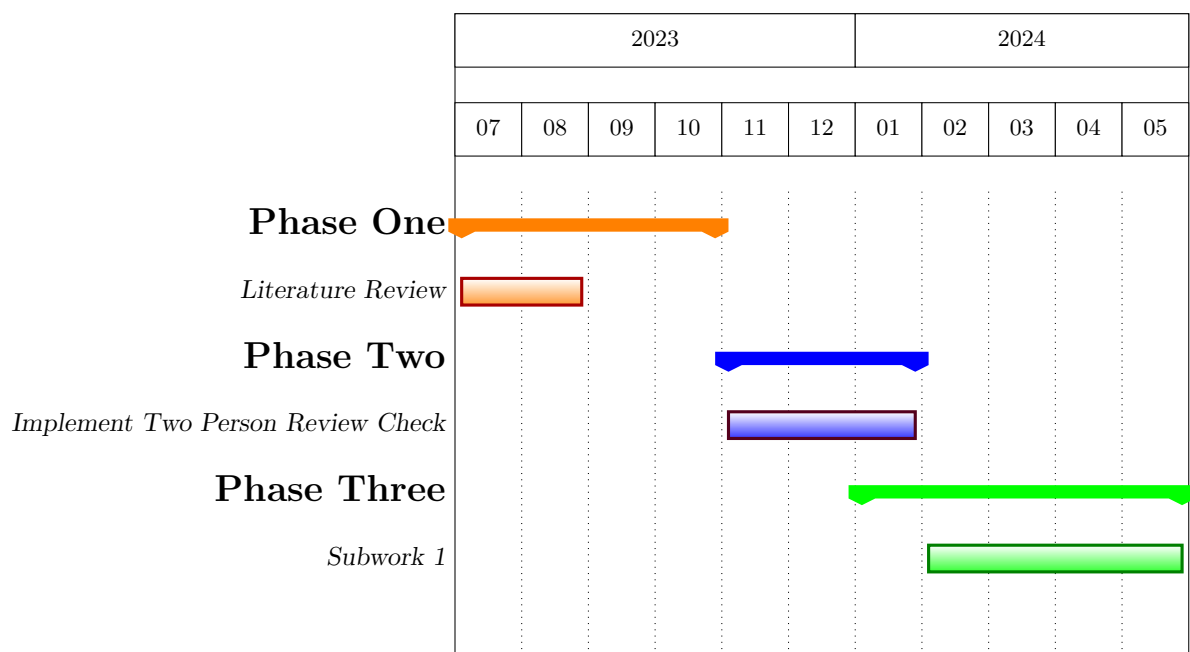 2023 2024
07 08 09 10 11 12 01 02 03 04 05
Phase One
Literature Review
Phase Two
Implement Two Person Review Check
Phase Three
Subwork 1